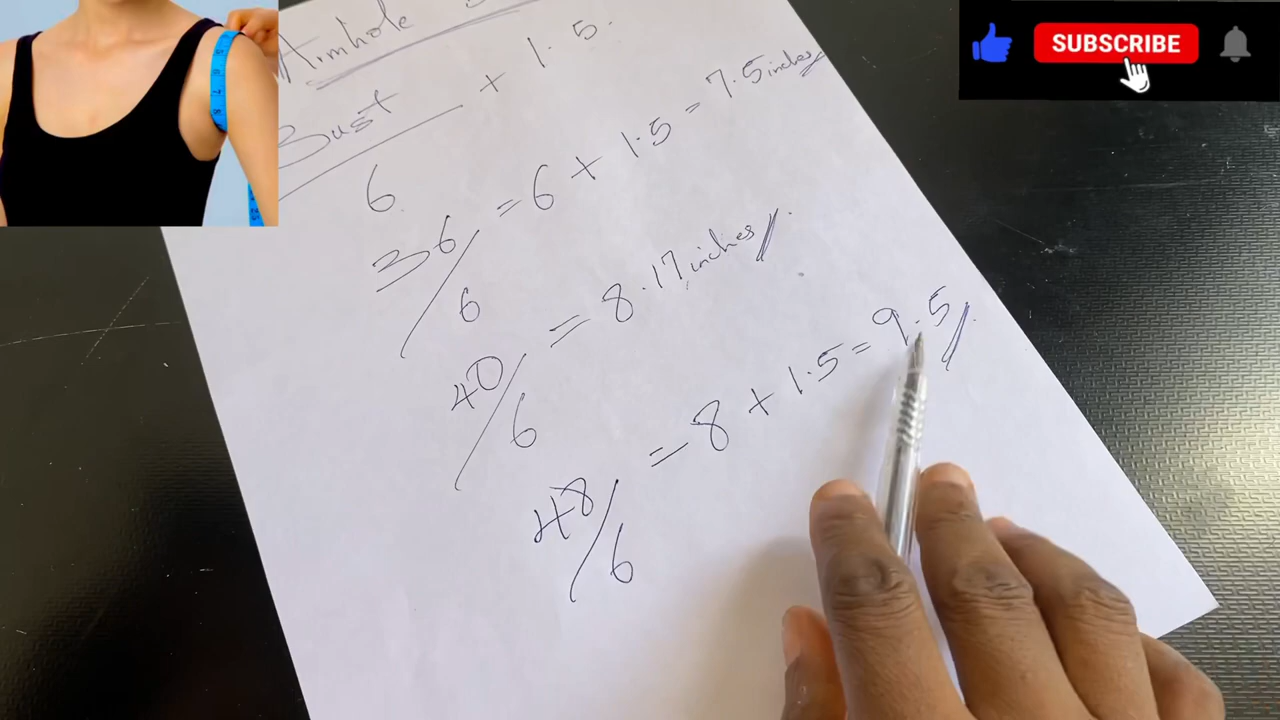 Armhole
Bust + 1.5.
6.
36/6 = 6 + 1.5 = 7.5 inches
40/6 = 8.17 inches
48/6 = 8 + 1.5 = 9.5
SUBSCRIBE